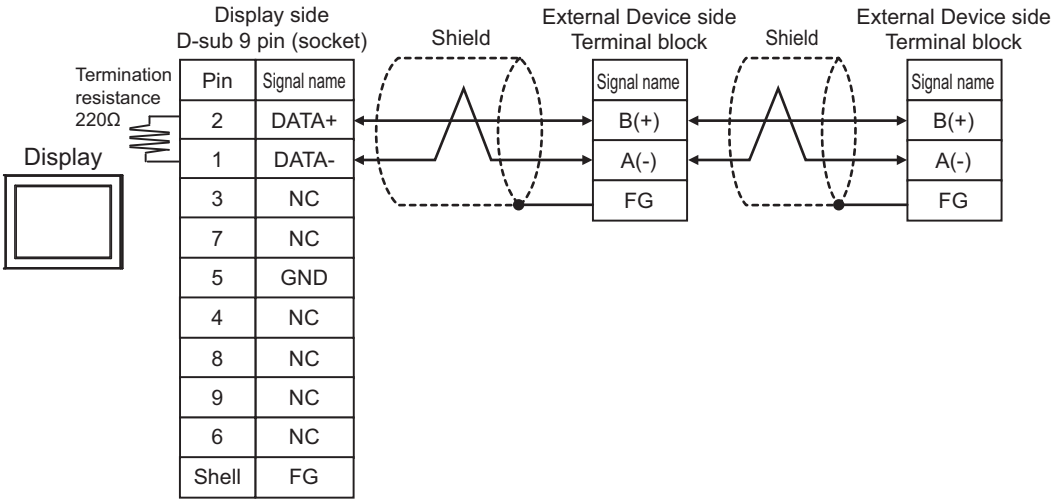 Display side
D-sub 9 pin (socket)
Shield
External Device side
Terminal block
Shield
External Device side
Terminal block
Termination
resistance
220Ω
Display
Pin Signal name
2 DATA+
1 DATA-
3 NC
7 NC
5 GND
4 NC
8 NC
9 NC
6 NC
Shell FG
Signal name
B(+)
A(-)
FG
Signal name
B(+)
A(-)
FG